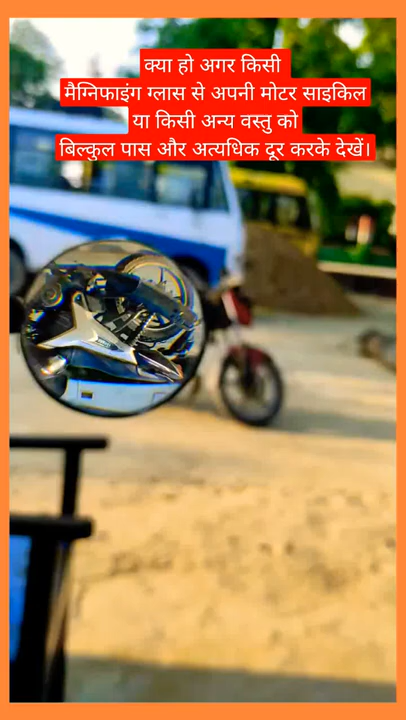 क्या हो अगर किसी
मैग्निफाइंग ग्लास से अपनी मोटर साइकिल
या किसी अन्य वस्तु को
बिल्कुल पास और अत्यधिक दूर करके देखें।